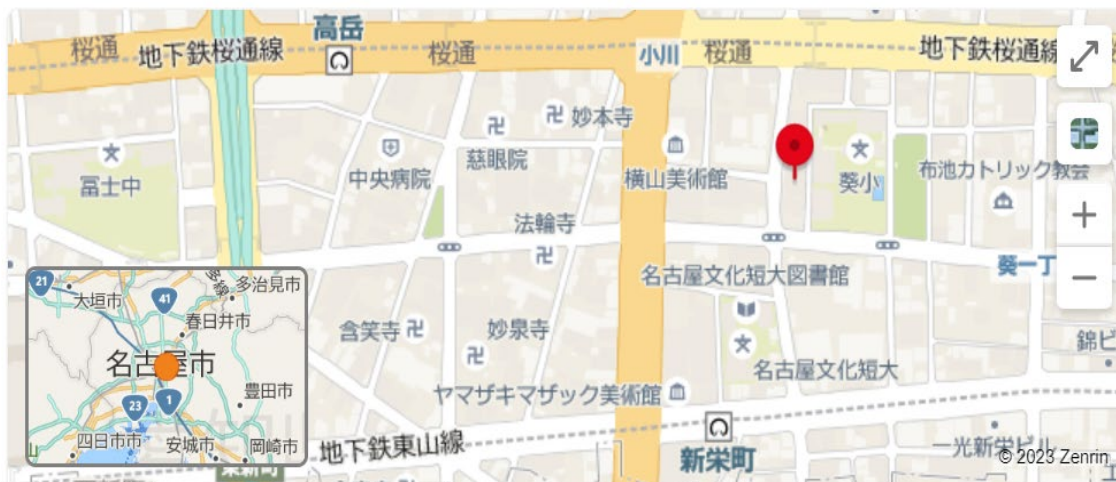 高岳
桜通
地下鉄桜通線
桜通
小川
桜通
地下鉄桜通線
妙本寺
慈眼院
中央病院
冨士中
横山美術館
葵小
布池カトリック教会
法輪寺
葵一丁
名古屋文化短大図書館
含笑寺
妙泉寺
名古屋文化短大
錦ビ
ヤマザキマザック美術館
地下鉄東山線
新栄町
一光新栄ビル
© 2023 Zenrin
21
大垣市
41
多治見市
春日井市
名古屋市
豊田市
23
1
四日市市
安城市
岡崎市